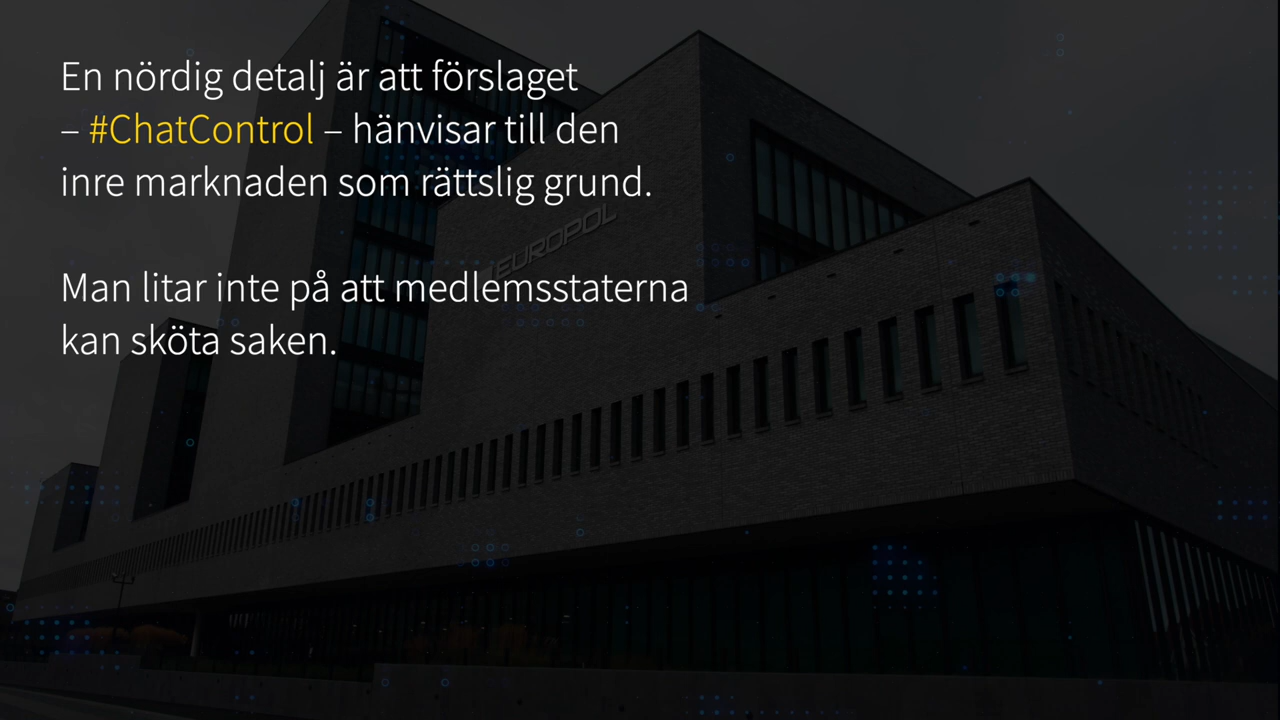 En nördig detalj är att förslaget
– #ChatControl – hänvisar till den
inre marknaden som rättslig grund.
Man litar inte på att medlemsstaterna
kan sköta saken.
EUROPOL